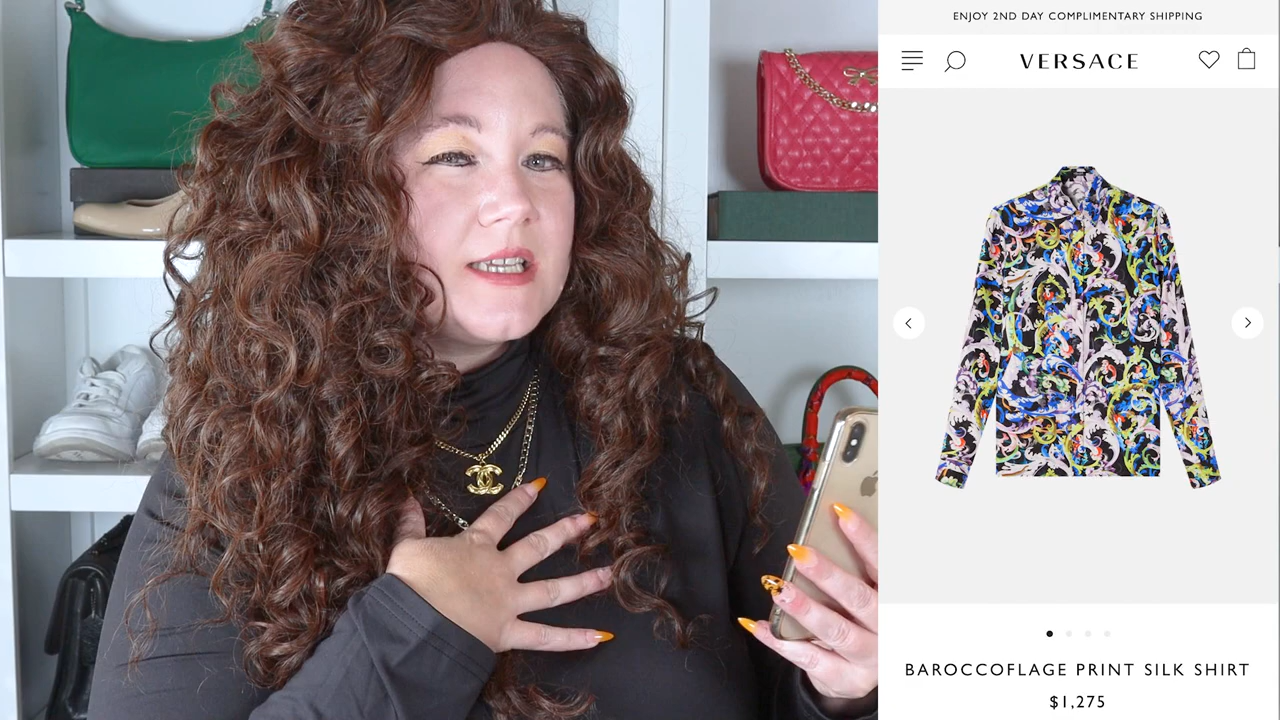 ENJOY 2ND DAY COMPLIMENTARY SHIPPING
VERSACE
BAROCCOFLAGE PRINT SILK SHIRT
$1,275